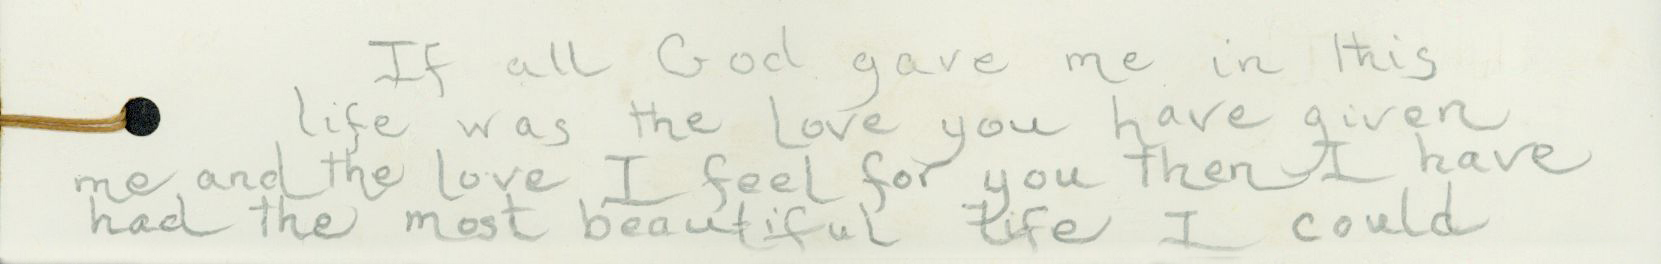 If all God gave me in this
life was the love you have given
me and the love I feel for you then I have
had the most beautiful life I could